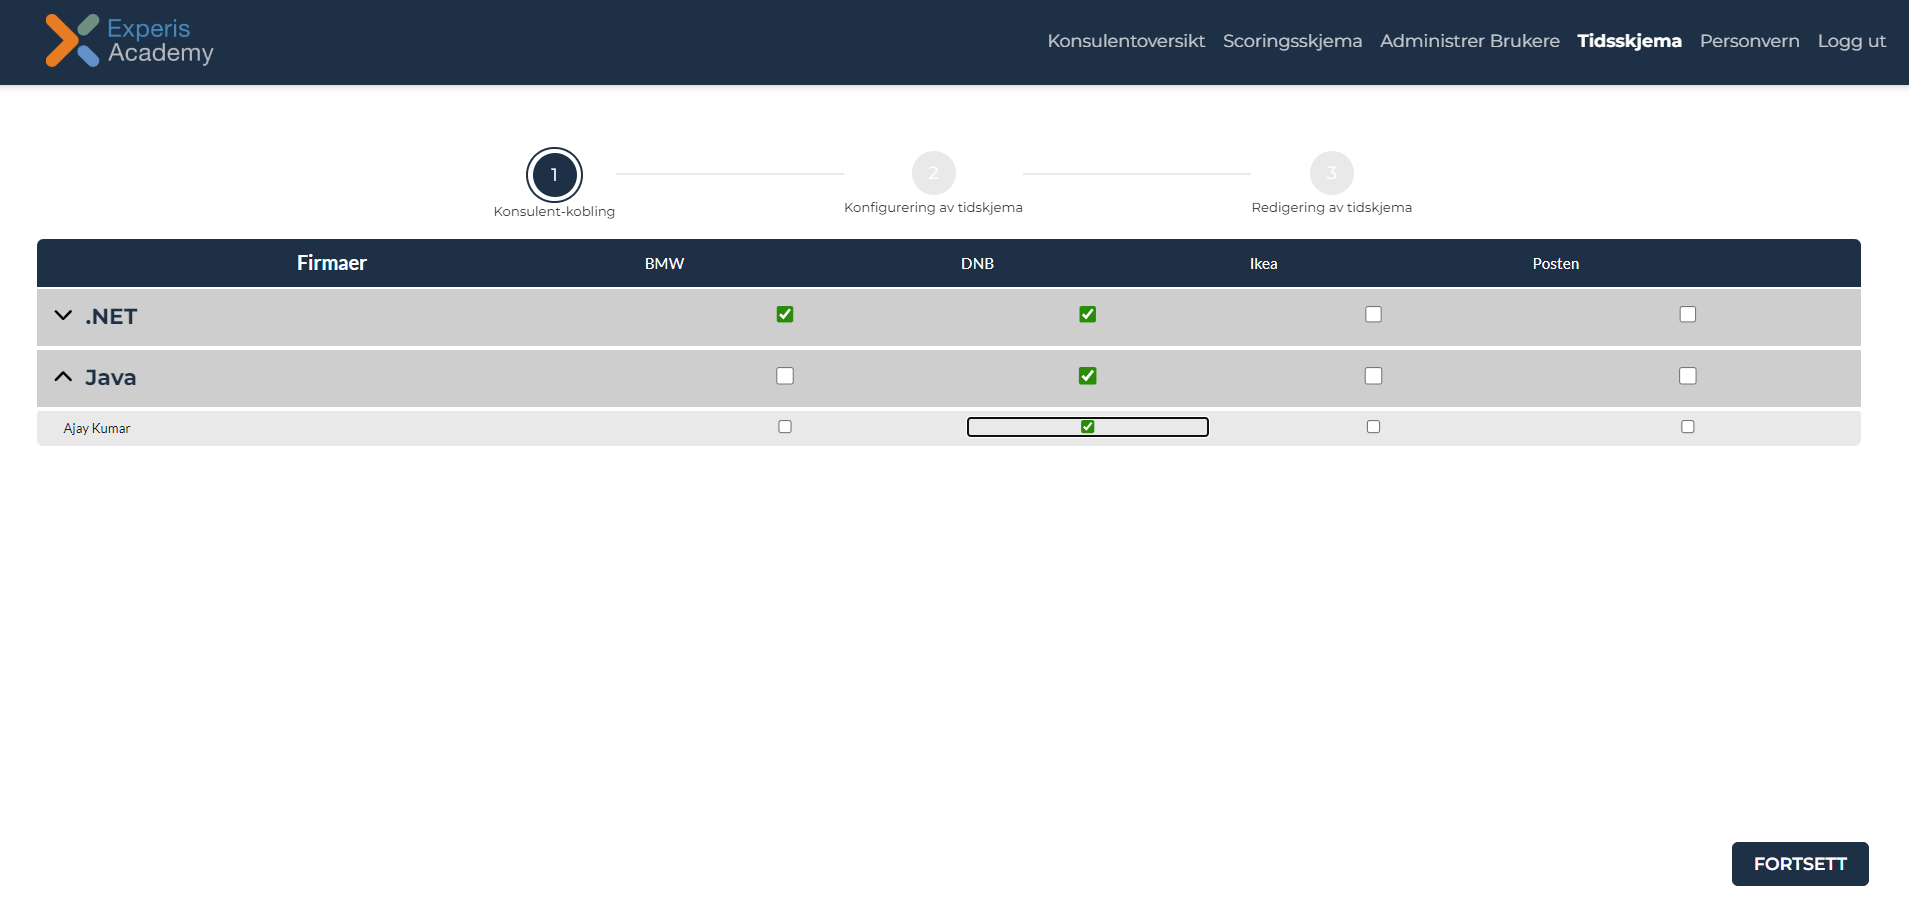 Experis
Academy
Konsulentoversikt Scoringsskjema Administrer Brukere Tidsskjema Personvern Logg ut
1 2 3
Konsulent-kobling Konfigurering av tidskjema Redigering av tidskjema
Firmaer BMW DNB Ikea Posten
.NET
Java
Ajay Kumar
FORTSETT